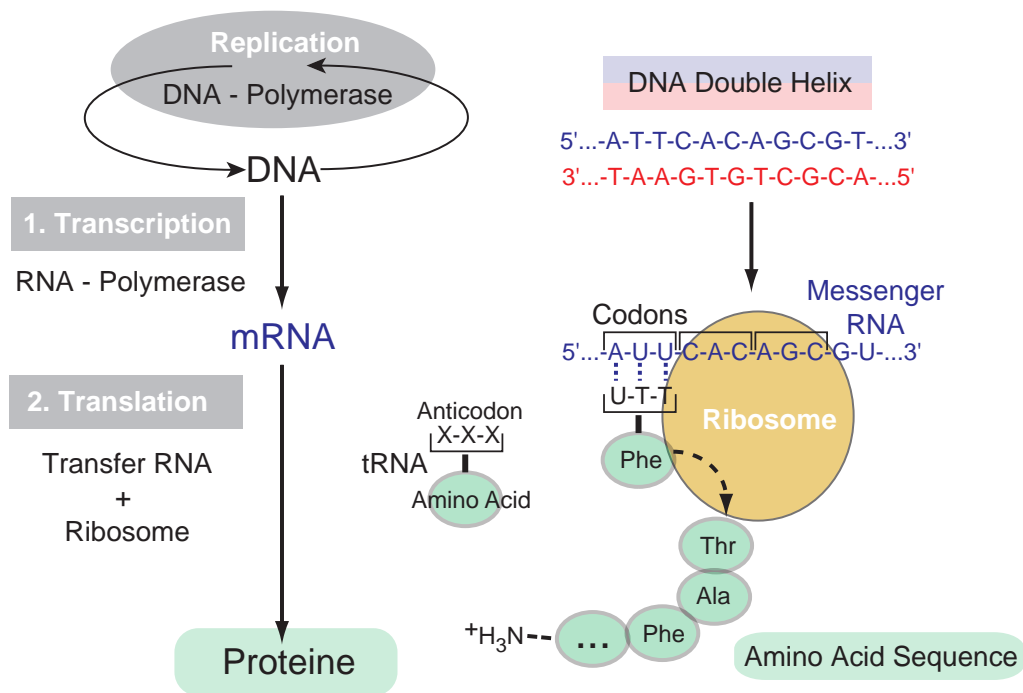 Replication
DNA - Polymerase
DNA
1. Transcription
RNA - Polymerase
mRNA
2. Translation
Transfer RNA
+
Ribosome
Proteine
Anticodon
X-X-X
tRNA
Amino Acid
DNA Double Helix
5'...-A-T-T-C-A-C-A-G-C-G-T-...3'
3'...-T-A-A-G-T-G-T-C-G-C-A-...5'
Messenger
RNA
Codons
5'...-A-U-U-C-A-C-A-G-C-G-U-...3'
U-T-T
Ribosome
Phe
Thr
Ala
Phe
...
+H3N
Amino Acid Sequence